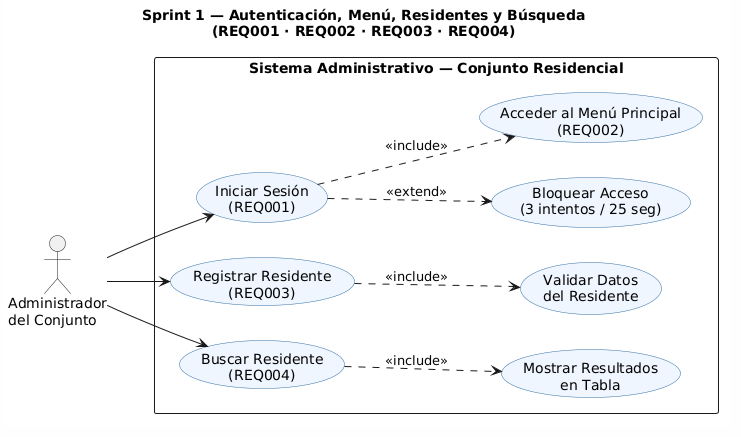 Sprint 1 — Autenticación, Menú, Residentes y Búsqueda
(REQ001 · REQ002 · REQ003 · REQ004)
Sistema Administrativo — Conjunto Residencial
Acceder al Menú Principal
(REQ002)
«include»
Iniciar Sesión
(REQ001)
«extend»
Bloquear Acceso
(3 intentos / 25 seg)
Administrador
del Conjunto
Registrar Residente
(REQ003)
«include»
Validar Datos
del Residente
Buscar Residente
(REQ004)
«include»
Mostrar Resultados
en Tabla